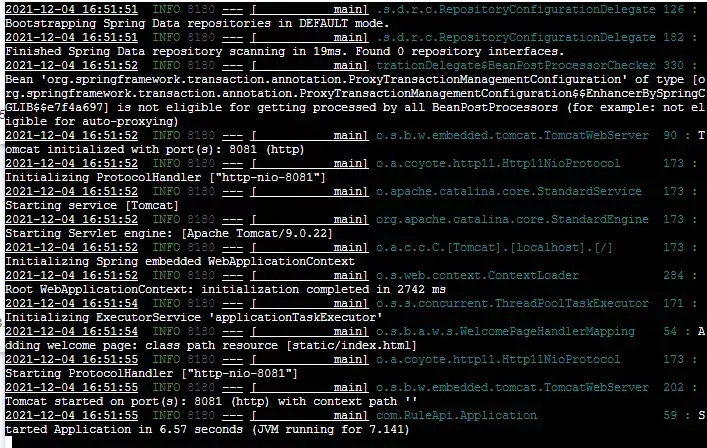 2021-12-04 16:51:51  INFO 8180 --- [           main] .s.d.r.c.RepositoryConfigurationDelegate 126 :
Bootstrapping Spring Data repositories in DEFAULT mode.
2021-12-04 16:51:51  INFO 8180 --- [           main] .s.d.r.c.RepositoryConfigurationDelegate 182 :
Finished Spring Data repository scanning in 19ms. Found 0 repository interfaces.
2021-12-04 16:51:52  INFO 8180 --- [           main] trationDelegate$BeanPostProcessorChecker 330 :
Bean 'org.springframework.transaction.annotation.ProxyTransactionManagementConfiguration' of type [o
rg.springframework.transaction.annotation.ProxyTransactionManagementConfiguration$$EnhancerBySpringC
GLIB$$e7f4a697] is not eligible for getting processed by all BeanPostProcessors (for example: not el
igible for auto-proxying)
2021-12-04 16:51:52  INFO 8180 --- [           main] o.s.b.w.embedded.tomcat.TomcatWebServer  90 : T
omcat initialized with port(s): 8081 (http)
2021-12-04 16:51:52  INFO 8180 --- [           main] o.a.coyote.http11.Http11NioProtocol      173 :
Initializing ProtocolHandler ["http-nio-8081"]
2021-12-04 16:51:52  INFO 8180 --- [           main] o.apache.catalina.core.StandardService   173 :
Starting service [Tomcat]
2021-12-04 16:51:52  INFO 8180 --- [           main] org.apache.catalina.core.StandardEngine  173 :
Starting Servlet engine: [Apache Tomcat/9.0.22]
2021-12-04 16:51:52  INFO 8180 --- [           main] o.a.c.c.C.[Tomcat].[localhost].[/]       173 :
Initializing Spring embedded WebApplicationContext
2021-12-04 16:51:52  INFO 8180 --- [           main] o.s.web.context.ContextLoader            284 :
Root WebApplicationContext: initialization completed in 2742 ms
2021-12-04 16:51:54  INFO 8180 --- [           main] o.s.s.concurrent.ThreadPoolTaskExecutor  171 :
Initializing ExecutorService 'applicationTaskExecutor'
2021-12-04 16:51:54  INFO 8180 --- [           main] o.s.b.a.w.s.WelcomePageHandlerMapping    54 : A
dding welcome page: class path resource [static/index.html]
2021-12-04 16:51:55  INFO 8180 --- [           main] o.a.coyote.http11.Http11NioProtocol      173 :
Starting ProtocolHandler ["http-nio-8081"]
2021-12-04 16:51:55  INFO 8180 --- [           main] o.s.b.w.embedded.tomcat.TomcatWebServer  202 :
Tomcat started on port(s): 8081 (http) with context path ''
2021-12-04 16:51:55  INFO 8180 --- [           main] com.RuleApi.Application                  59 : S
tarted Application in 6.57 seconds (JVM running for 7.141)